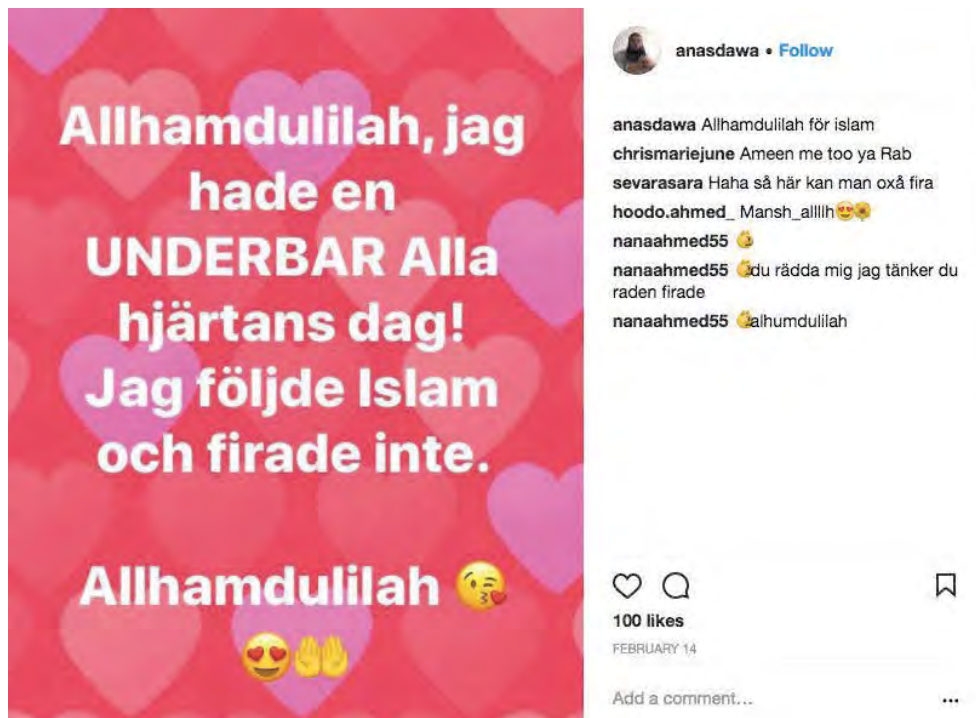 Allhamdulilah, jag
hade en
UNDERBAR Alla
hjärtans dag!
Jag följde Islam
och firade inte.
Allhamdulilah 😘
😍🤲
anasdawa • Follow
anasdawa Allhamdulilah för islam
chrismariejune Ameen me too ya Rab
sevarasara Haha så här kan man oxå fira
hoodo.ahmed_ Mansh_allllh😍🌼
nanaahmed55
nanaahmed55 du rädda mig jag tänker du
raden firade
nanaahmed55 alhumdulilah
100 likes
FEBRUARY 14
Add a comment...